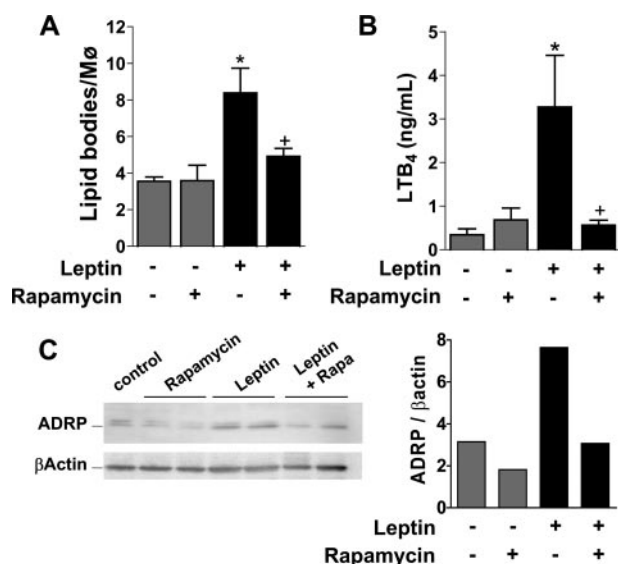 A
Lipid bodies/Mø
12
10
8
6
4
2
0
*
+
Leptin - - + +
Rapamycin - + - +
B
LTB4 (ng/mL)
5
4
3
2
1
0
*
+
Leptin - - + +
Rapamycin - + - +
C
control
Rapamycin
Leptin
Leptin
+ Rapa
ADRP
βActin
ADRP / βactin
8
6
4
2
0
Leptin - - + +
Rapamycin - + - +